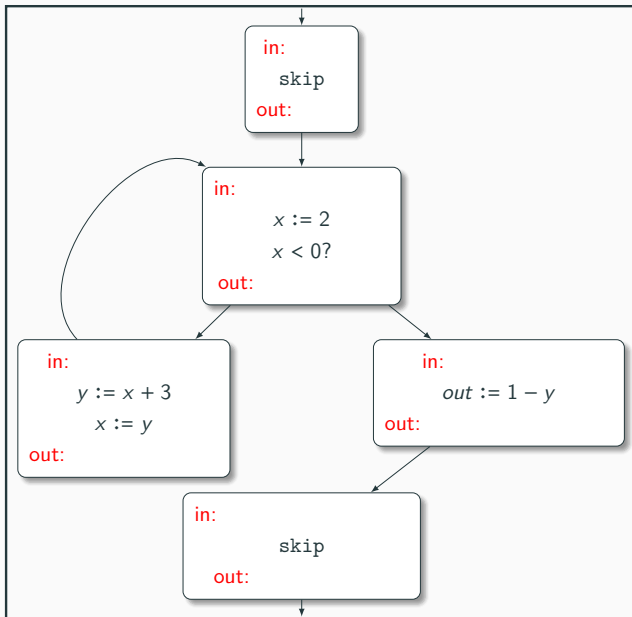 in:
skip
out:
in:
x := 2
x < 0?
out:
in:
y := x + 3
x := y
out:
in:
out := 1 − y
out:
in:
skip
out: